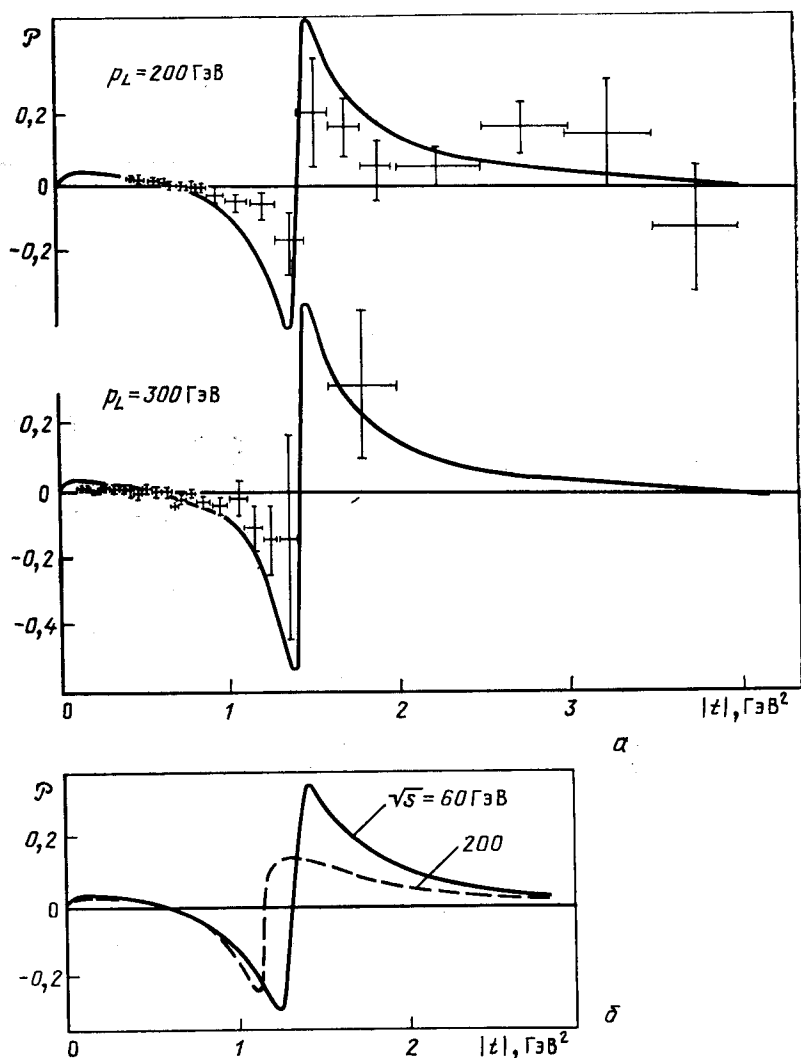 𝒫
p_L = 200 ГэВ
0,2
0
-0,2
p_L = 300 ГэВ
0,2
0
-0,2
-0,4
0 1 2 3 |t|, ГэВ²
а
𝒫
√s = 60 ГэВ
0,2
200
0
-0,2
0 1 2 |t|, ГэВ²
б